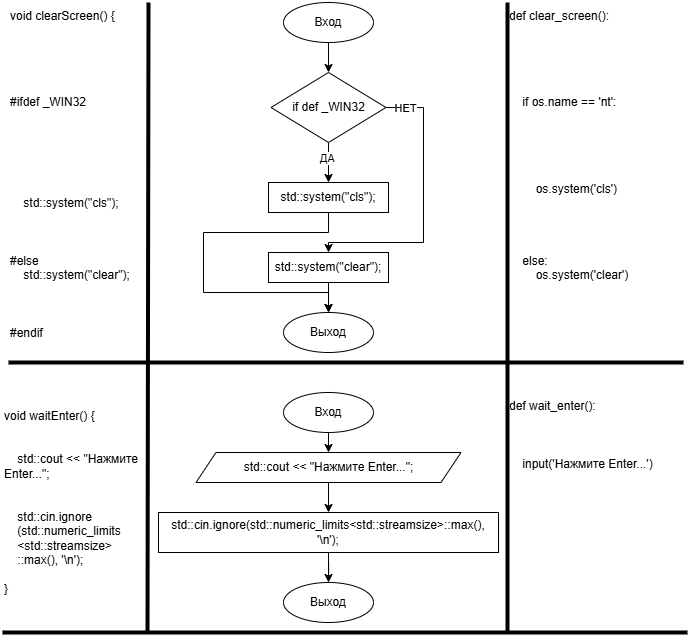 void clearScreen() {
#ifdef _WIN32
std::system("cls");
#else
std::system("clear");
#endif
Вход
if def _WIN32
НЕТ
ДА
std::system("cls");
std::system("clear");
Выход
def clear_screen():
if os.name == 'nt':
os.system('cls')
else:
os.system('clear')
void waitEnter() {
std::cout << "Нажмите
Enter...";
std::cin.ignore
(std::numeric_limits
<std::streamsize>
::max(), '\n');
}
Вход
std::cout << "Нажмите Enter...";
std::cin.ignore(std::numeric_limits<std::streamsize>::max(),
'\n');
Выход
def wait_enter():
input('Нажмите Enter...')